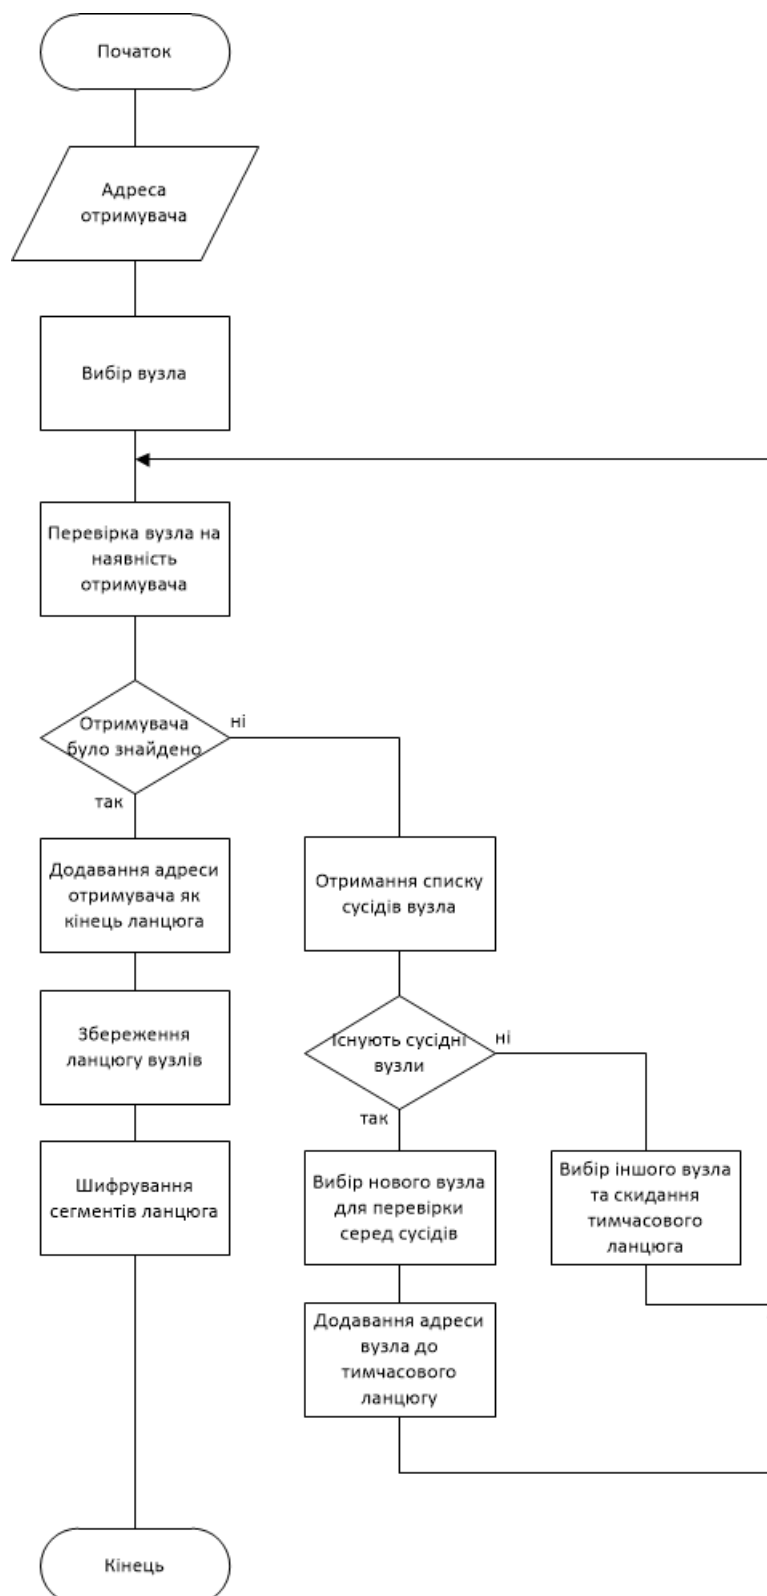 Початок
Адреса
отримувача
Вибір вузла
Перевірка вузла на
наявність
отримувача
Отримувача
було знайдено
ні
так
Додавання адреси
отримувача як
кінець ланцюга
Збереження
ланцюгу вузлів
Шифрування
сегментів ланцюга
Отримання списку
сусідів вузла
Існують сусідні
вузли
ні
так
Вибір нового вузла
для перевірки
серед сусідів
Вибір іншого вузла
та скидання
тимчасового
ланцюга
Додавання адреси
вузла до
тимчасового
ланцюгу
Кінець